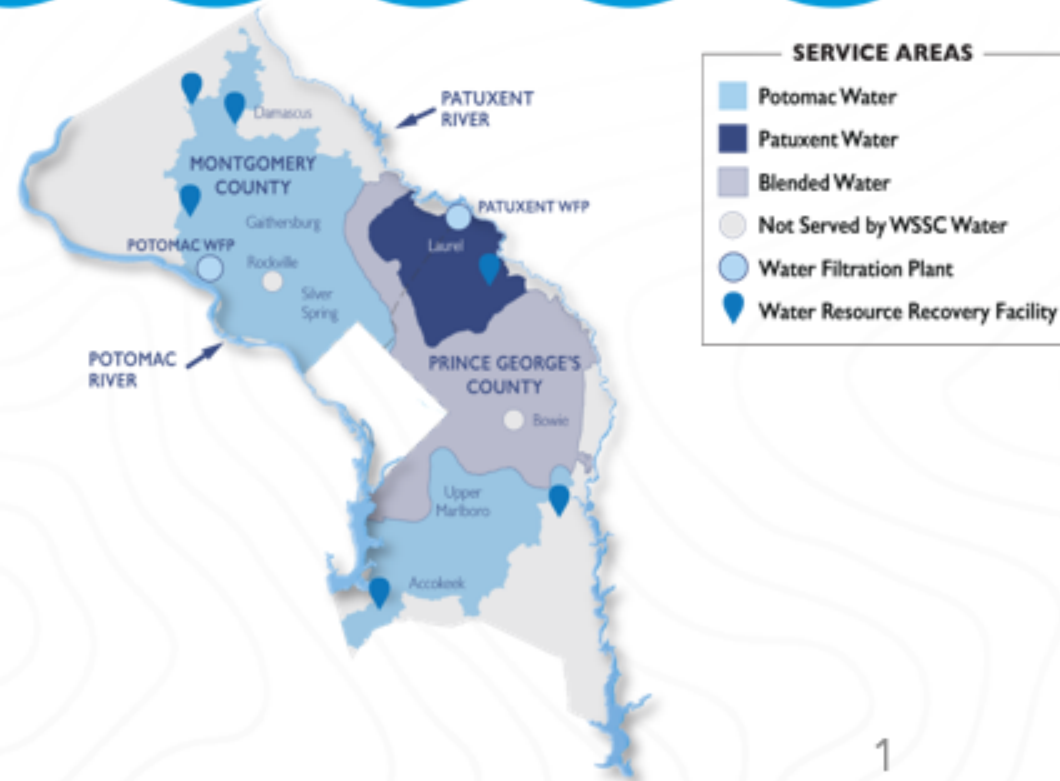 SERVICE AREAS
Potomac Water
Patuxent Water
Blended Water
Not Served by WSSC Water
Water Filtration Plant
Water Resource Recovery Facility
PATUXENT
RIVER
Damascus
MONTGOMERY
COUNTY
Gaithersburg
PATUXENT WFP
POTOMAC WFP
Laurel
Rockville
Silver
Spring
POTOMAC
RIVER
PRINCE GEORGE'S
COUNTY
Bowie
Upper
Marlboro
Accokeek
1